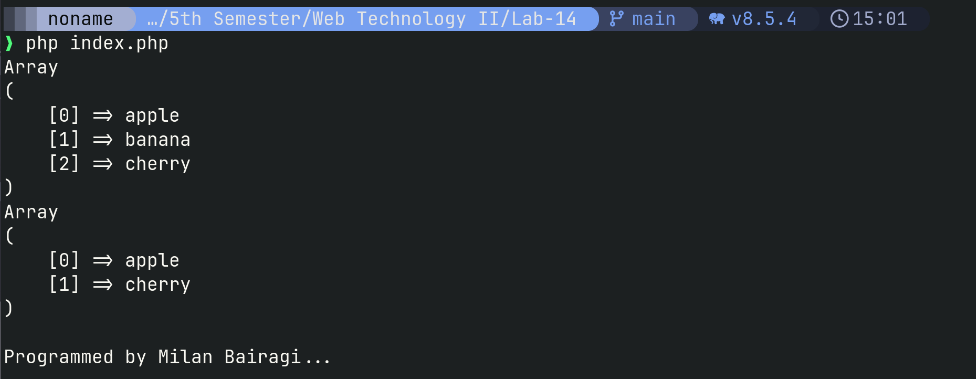 noname …/5th Semester/Web Technology II/Lab-14 main v8.5.4 15:01
❯ php index.php
Array
(
    [0] => apple
    [1] => banana
    [2] => cherry
)
Array
(
    [0] => apple
    [1] => cherry
)

Programmed by Milan Bairagi...